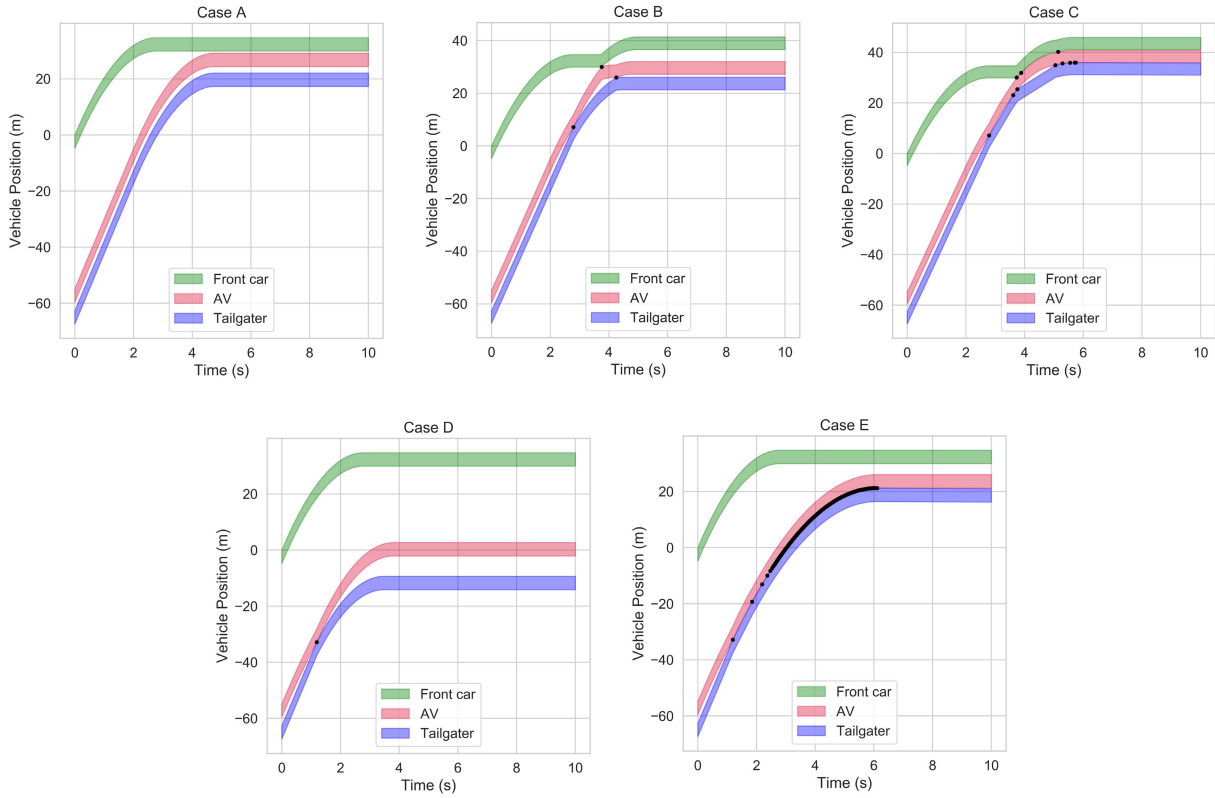 Case A
Vehicle Position (m)
20
0
−20
−40
−60
Front car
AV
Tailgater
0 2 4 6 8 10
Time (s)
Case B
Vehicle Position (m)
40
20
0
−20
−40
−60
Front car
AV
Tailgater
0 2 4 6 8 10
Time (s)
Case C
Vehicle Position (m)
40
20
0
−20
−40
−60
Front car
AV
Tailgater
0 2 4 6 8 10
Time (s)
Case D
Vehicle Position (m)
20
0
−20
−40
−60
Front car
AV
Tailgater
0 2 4 6 8 10
Time (s)
Case E
Vehicle Position (m)
20
0
−20
−40
−60
Front car
AV
Tailgater
0 2 4 6 8 10
Time (s)